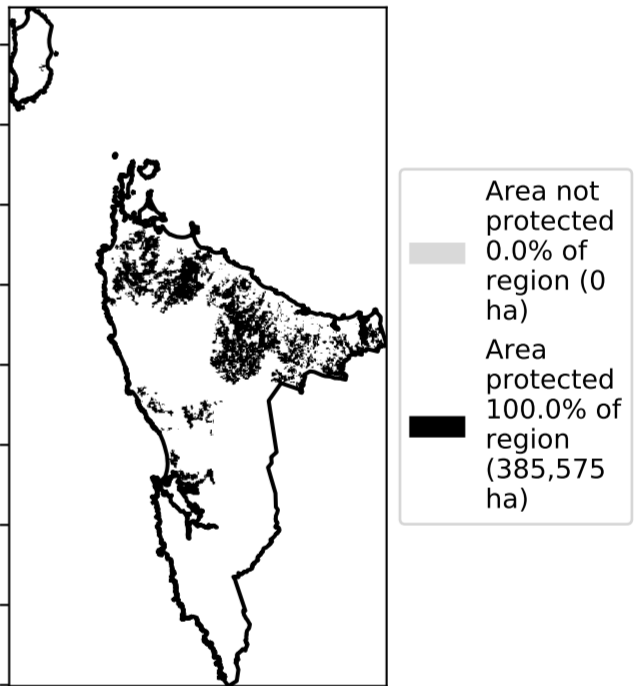 Area not
protected
0.0% of
region (0
ha)
Area
protected
100.0% of
region
(385,575
ha)